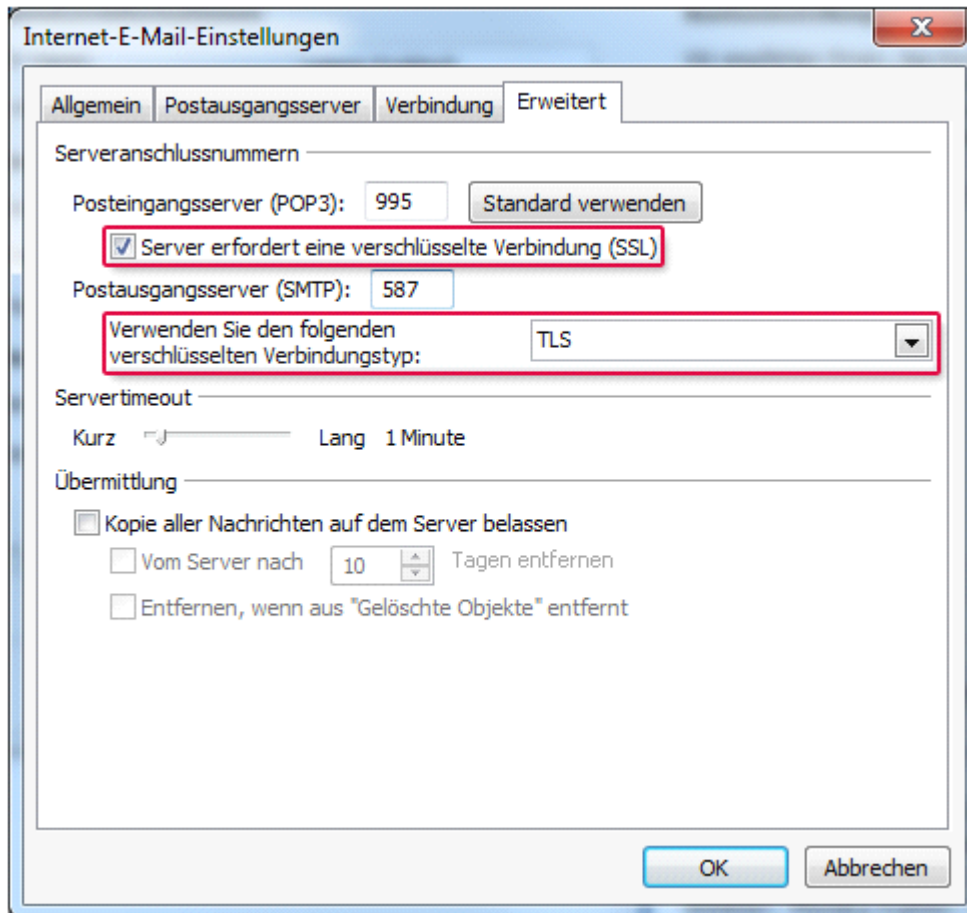 Internet-E-Mail-Einstellungen
Allgemein Postausgangsserver Verbindung Erweitert
Serveranschlussnummern
Posteingangsserver (POP3): 995 Standard verwenden
Server erfordert eine verschlüsselte Verbindung (SSL)
Postausgangsserver (SMTP): 587
Verwenden Sie den folgenden
verschlüsselten Verbindungstyp: TLS
Servertimeout
Kurz Lang 1 Minute
Übermittlung
Kopie aller Nachrichten auf dem Server belassen
Vom Server nach 10 Tagen entfernen
Entfernen, wenn aus "Gelöschte Objekte" entfernt
OK Abbrechen